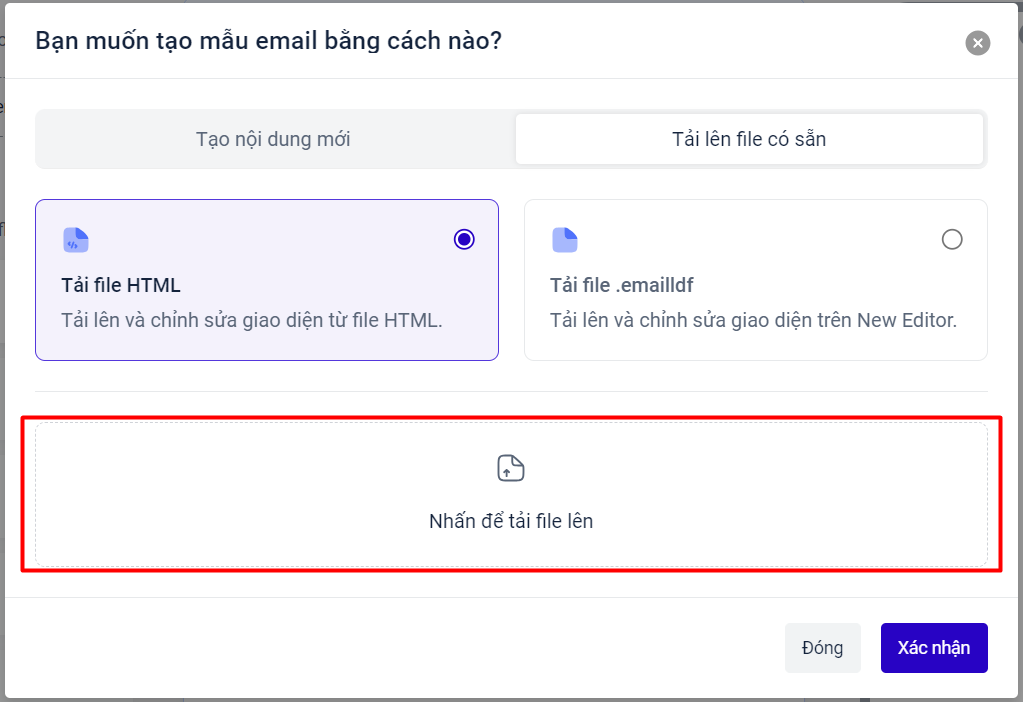 Bạn muốn tạo mẫu email bằng cách nào?
Tạo nội dung mới
Tải lên file có sẵn
Tải file HTML
Tải lên và chỉnh sửa giao diện từ file HTML.
Tải file .emailldf
Tải lên và chỉnh sửa giao diện trên New Editor.
Nhấn để tải file lên
Đóng
Xác nhận